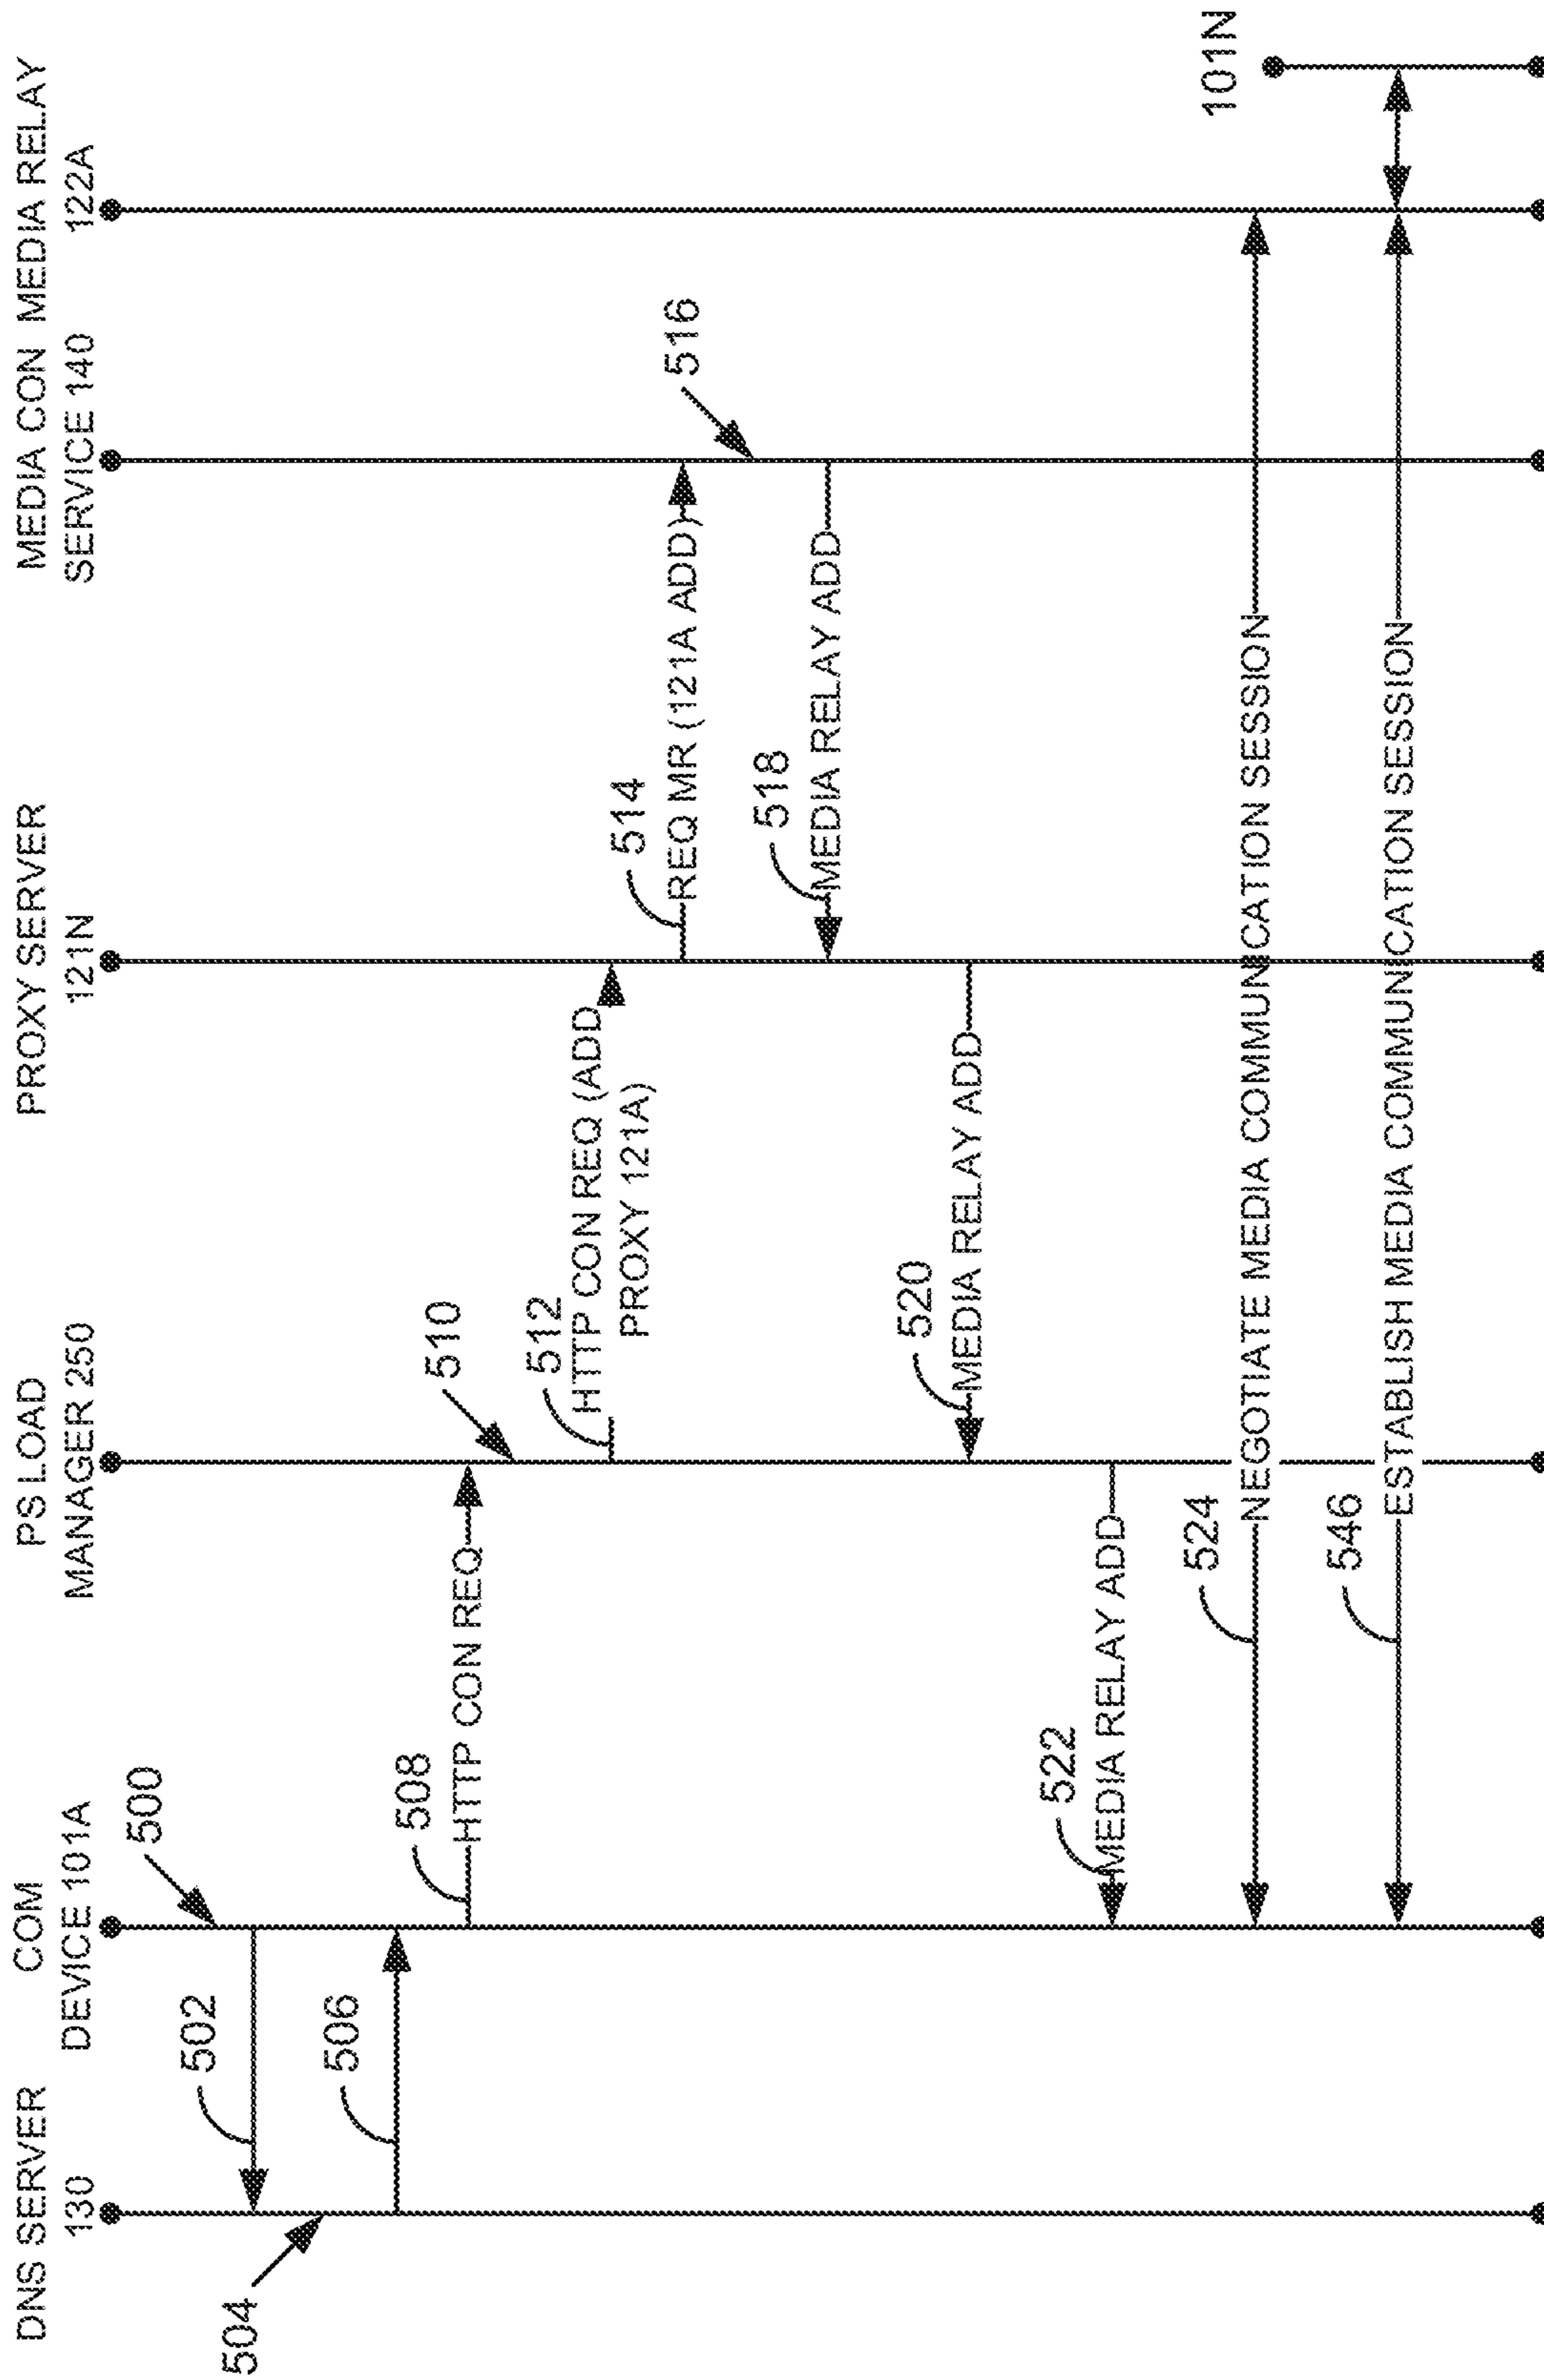 DNS SERVER
130
COM
DEVICE 101A
PS LOAD
MANAGER 250
PROXY SERVER
121N
MEDIA CON
SERVICE 140
MEDIA RELAY
122A
500
502
504
506
508
HTTP CON REQ
510
512
HTTP CON REQ (ADD
PROXY 121A)
514
REQ MR (121A ADD)
516
518
MEDIA RELAY ADD
520
MEDIA RELAY ADD
522
MEDIA RELAY ADD
101N
524
NEGOTIATE MEDIA COMMUNICATION SESSION
546
ESTABLISH MEDIA COMMUNICATION SESSION